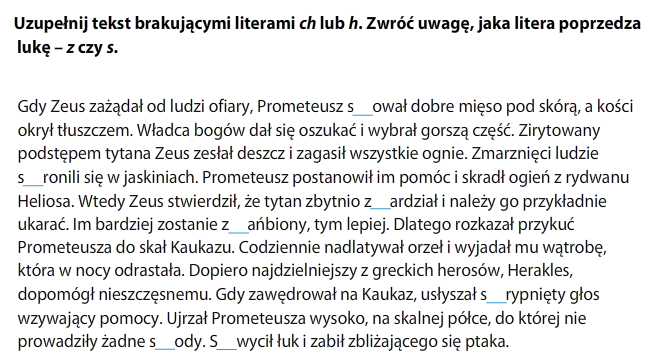 Uzupełnij tekst brakującymi literami ch lub h. Zwróć uwagę, jaka litera poprzedza
lukę – z czy s.
Gdy Zeus zażądał od ludzi ofiary, Prometeusz s__ował dobre mięso pod skórą, a kości
okrył tłuszczem. Władca bogów dał się oszukać i wybrał gorszą część. Zirytowany
podstępem tytana Zeus zesłał deszcz i zagasił wszystkie ognie. Zmarznięci ludzie
s__ronili się w jaskiniach. Prometeusz postanowił im pomóc i skradł ogień z rydwanu
Heliosa. Wtedy Zeus stwierdził, że tytan zbytnio z__ardział i należy go przykładnie
ukarać. Im bardziej zostanie z__ańbiony, tym lepiej. Dlatego rozkazał przykuć
Prometeusza do skał Kaukazu. Codziennie nadlatywał orzeł i wyjadał mu wątrobę,
która w nocy odrastała. Dopiero najdzielniejszy z greckich herosów, Herakles,
dopomógł nieszczęsnemu. Gdy zawędrował na Kaukaz, usłyszał s__rypnięty głos
wzywający pomocy. Ujrzał Prometeusza wysoko, na skalnej półce, do której nie
prowadziły żadne s__ody. S__wycił łuk i zabił zbliżającego się ptaka.